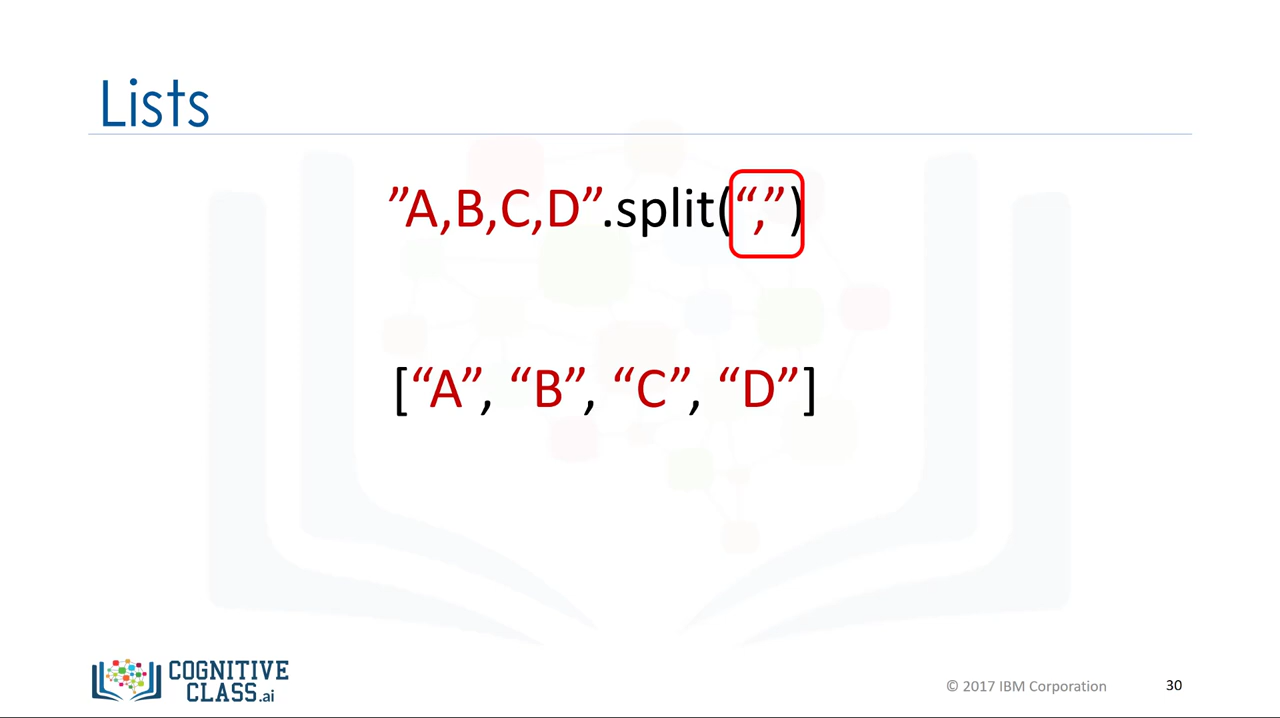 Lists
”A,B,C,D”.split(“,”)
[“A”, “B”, “C”, “D”]
COGNITIVE
CLASS.ai
© 2017 IBM Corporation
30